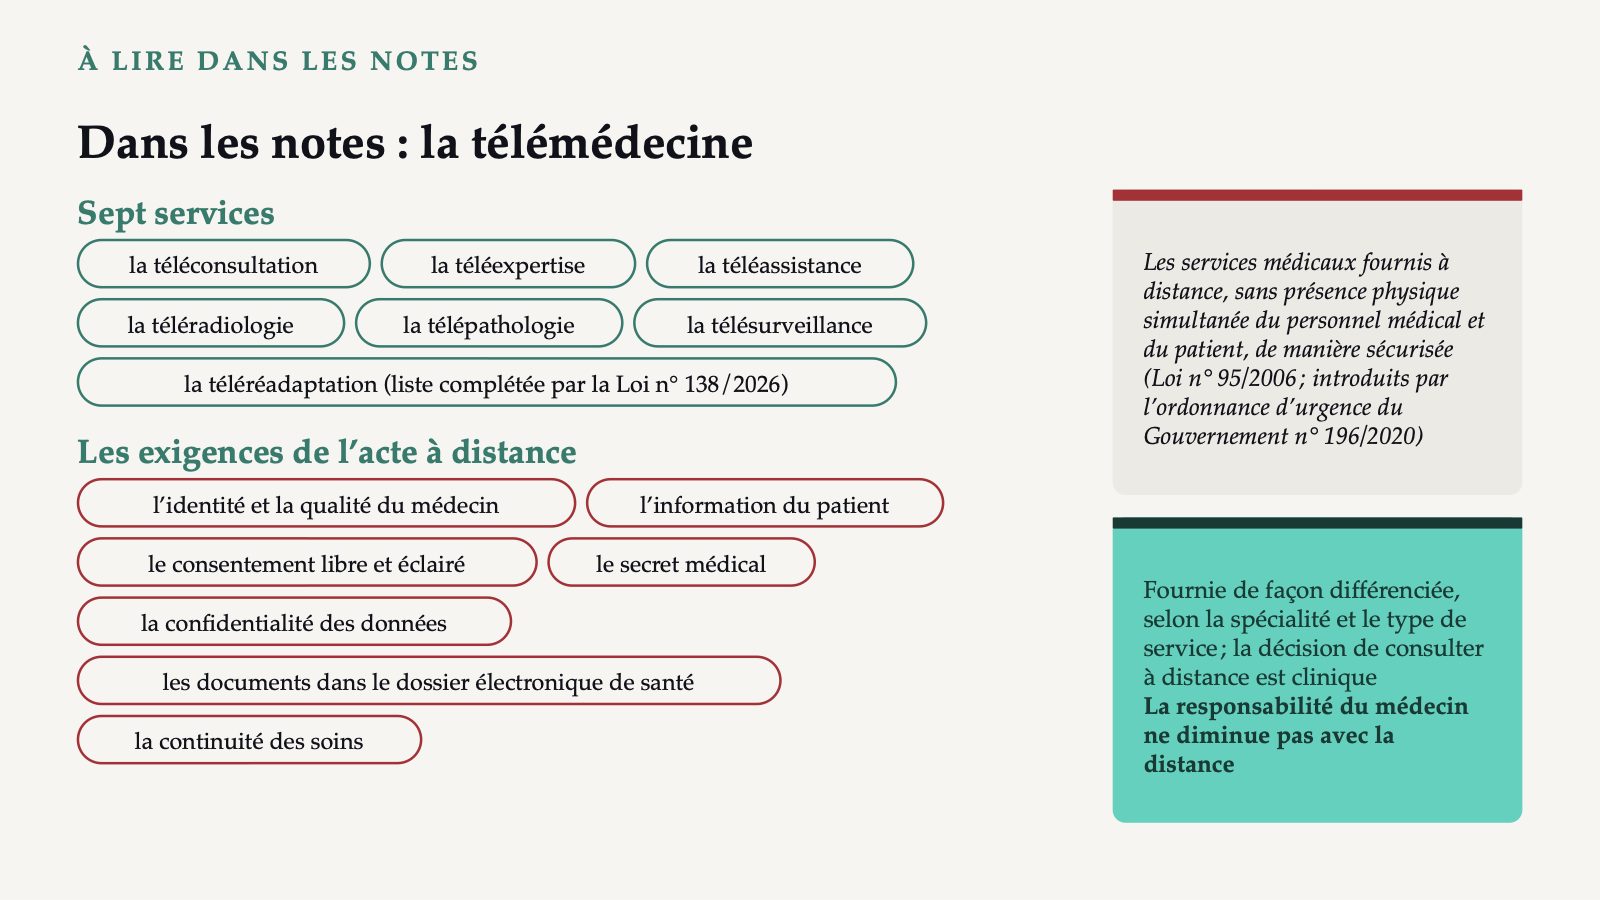 À LIRE DANS LES NOTES
Dans les notes : la télémédecine
Sept services
la téléconsultation
la téléexpertise
la téléassistance
la téléradiologie
la télépathologie
la télésurveillance
la téléréadaptation (liste complétée par la Loi n° 138/2026)
Les exigences de l’acte à distance
l’identité et la qualité du médecin
l’information du patient
le consentement libre et éclairé
le secret médical
la confidentialité des données
les documents dans le dossier électronique de santé
la continuité des soins
Les services médicaux fournis à
distance, sans présence physique
simultanée du personnel médical et
du patient, de manière sécurisée
(Loi n° 95/2006 ; introduits par
l’ordonnance d’urgence du
Gouvernement n° 196/2020)
Fournie de façon différenciée,
selon la spécialité et le type de
service ; la décision de consulter
à distance est clinique
La responsabilité du médecin
ne diminue pas avec la
distance